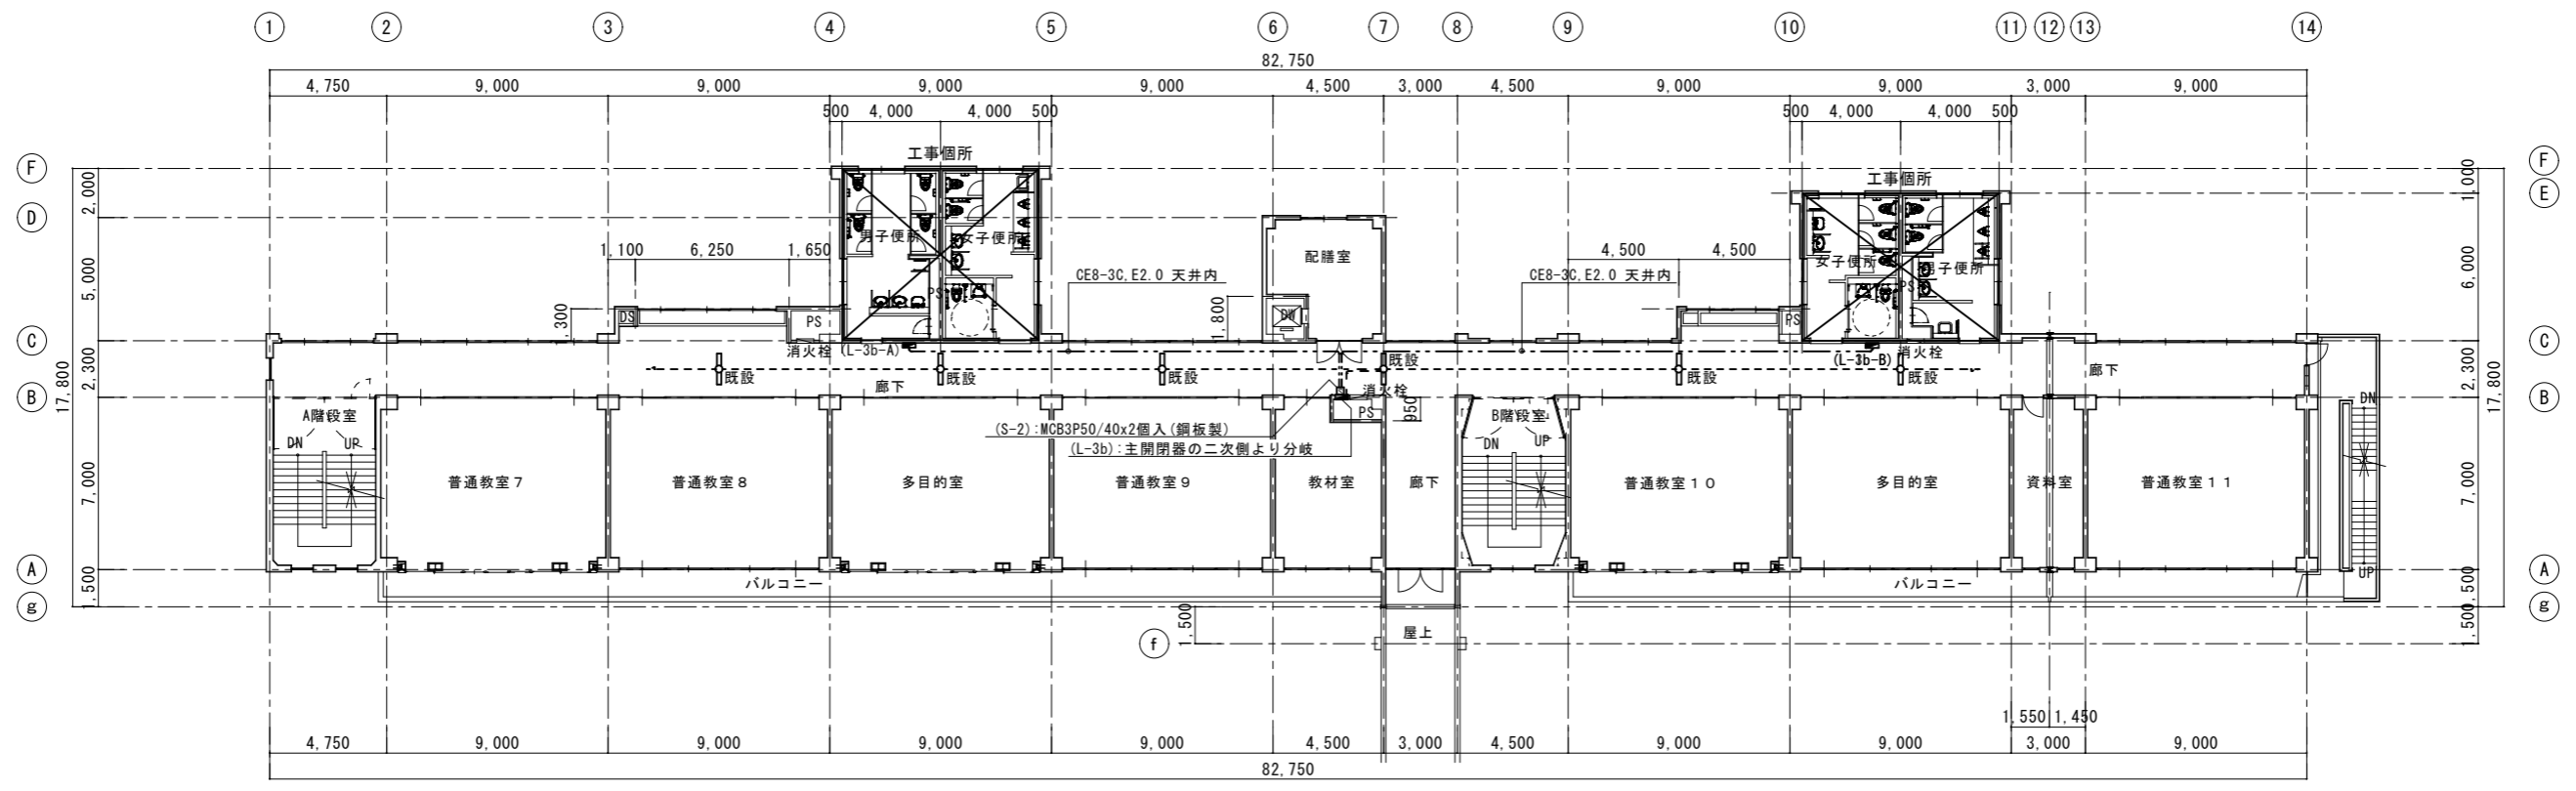 1 2 3 4 5 6 7 8 9 10 11 12 13 14
82,750
4,750 9,000 9,000 9,000 9,000 4,500 3,000 4,500 9,000 9,000 3,000 9,000
500 4,000 4,000 500 500 4,000 4,000 500
工事個所
工事個所
F F
E
D
2,000 1,000
男子便所 女子便所
配膳室
女子便所 男子便所
1,100 6,250 1,650
4,500 4,500
CE8-3C,E2.0 天井内
CE8-3C,E2.0 天井内
5,000 6,000
PS PS
DS PS DW PS
1,300 1,800
C C
消火栓 (L-3b-A)
消火栓
(L-3b-B)
既設
既設 既設 既設 既設 既設
2,300 2,300
廊下 廊下
消火栓
17,800 17,800
B B
PS 950
A階段室 B階段室
DN UP DN UP DN
(S-2):MCB3P50/40x2個入(鋼板製)
(L-3b):主開閉器の二次側より分岐
7,000 7,000
普通教室7 普通教室8 多目的室 普通教室9 教材室 廊下 普通教室10 多目的室 資料室 普通教室11
UP
A A
バルコニー バルコニー
1,500 1,500
g g
1,500 屋上 1,500
f
1,550 1,450
4,750 9,000 9,000 9,000 9,000 4,500 3,000 4,500 9,000 9,000 3,000 9,000
82,750